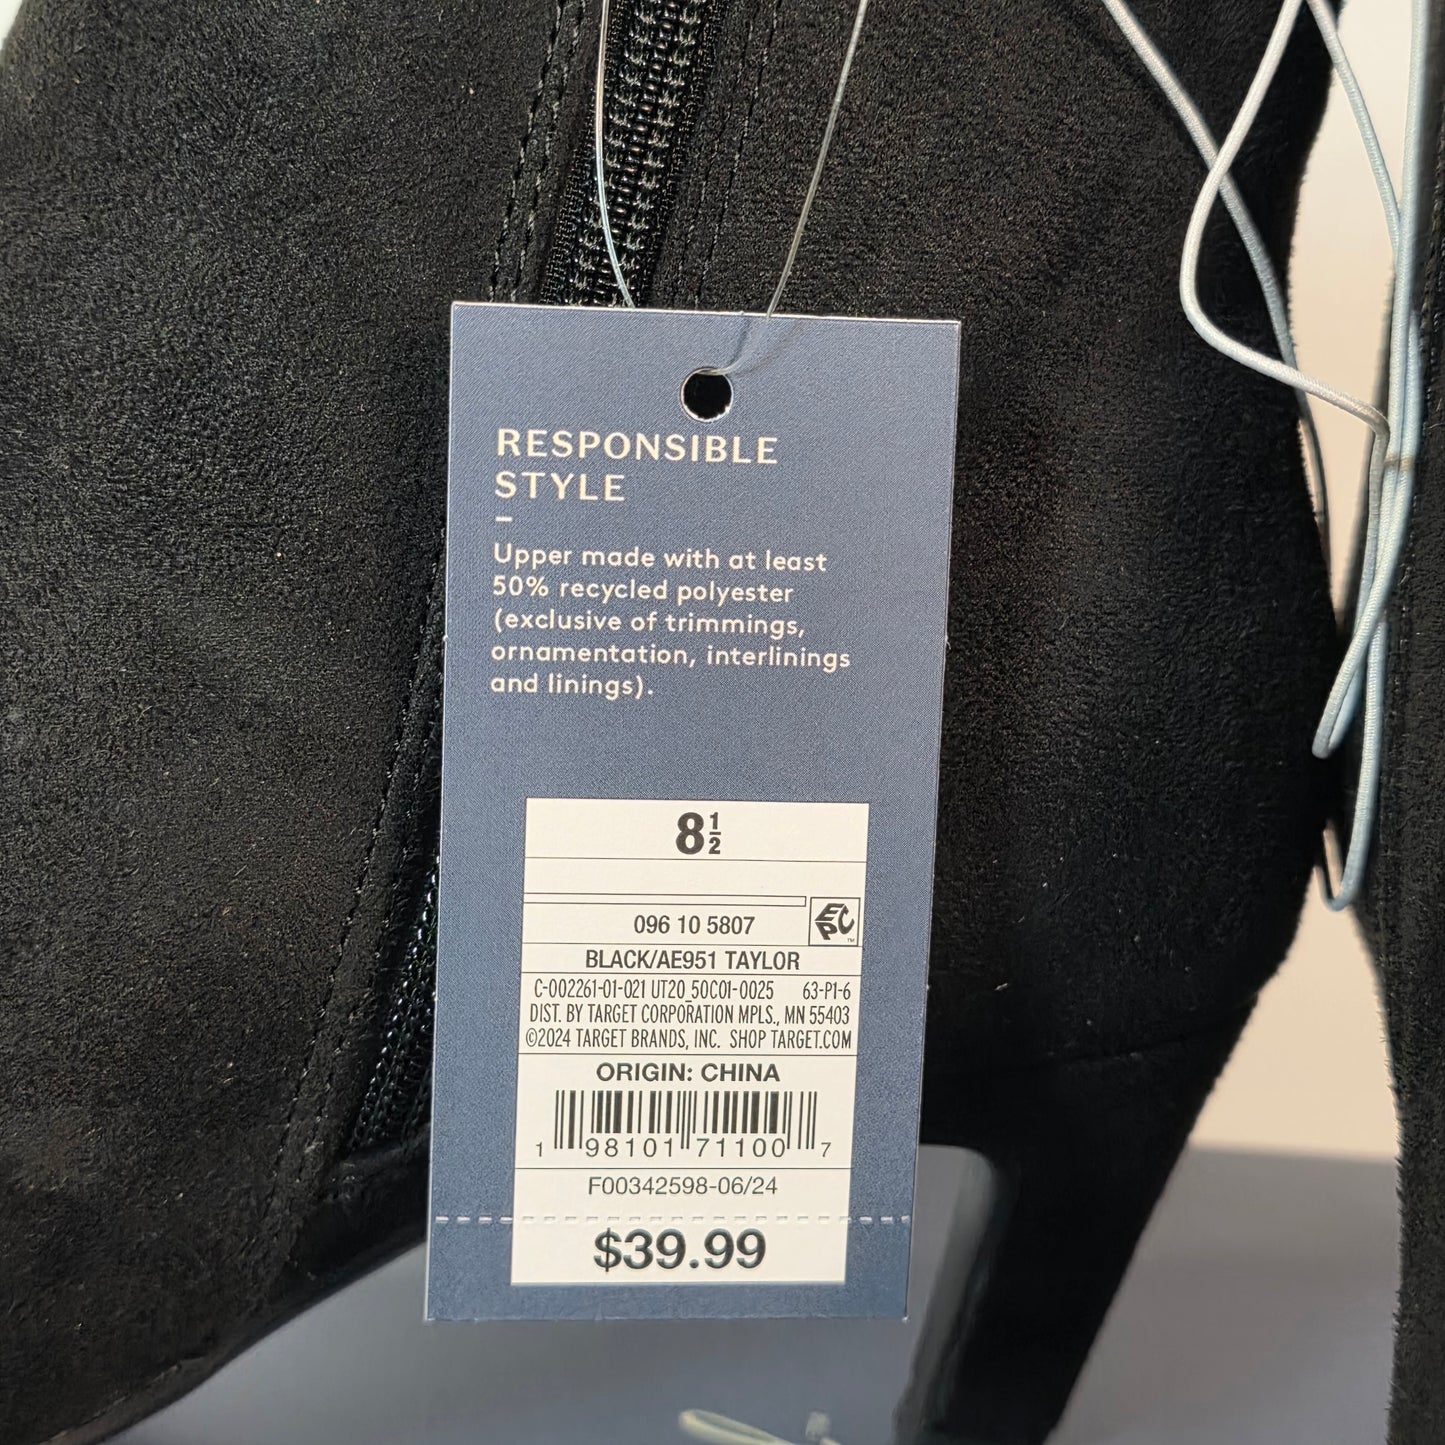 RESPONSIBLE
STYLE
–
Upper made with at least
50% recycled polyester
(exclusive of trimmings,
ornamentation, interlinings
and linings).
8½
096 10 5807
BLACK/AE951 TAYLOR
C-002261-01-021 UT20_50C01-0025 63-P1-6
DIST. BY TARGET CORPORATION MPLS., MN 55403
©2024 TARGET BRANDS, INC. SHOP TARGET.COM
ORIGIN: CHINA
1 98101 71100 7
F00342598-06/24
$39.99